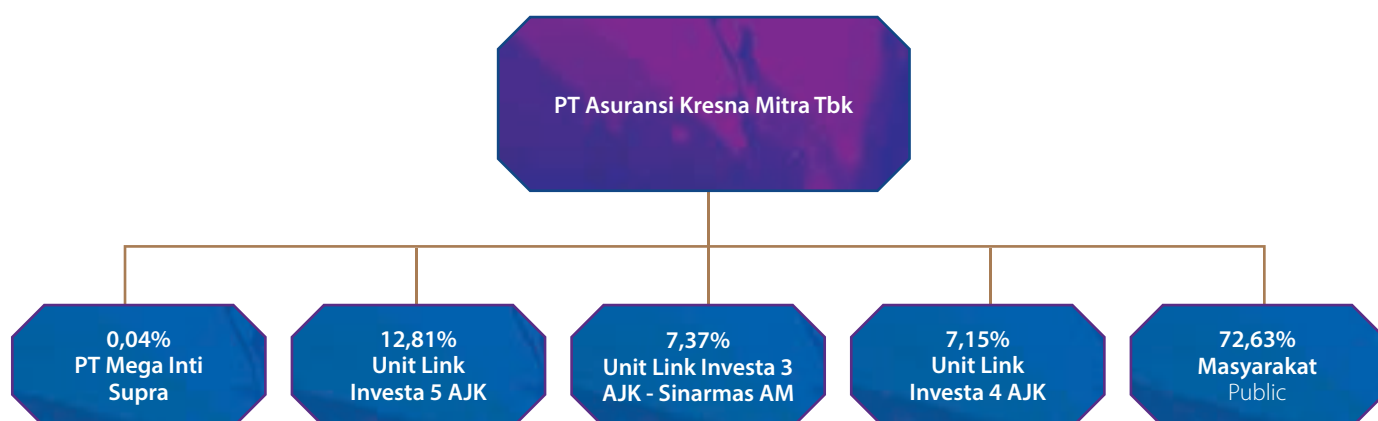 PT Asuransi Kresna Mitra Tbk
0,04%
PT Mega Inti
Supra
12,81%
Unit Link
Investa 5 AJK
7,37%
Unit Link Investa 3
AJK - Sinarmas AM
7,15%
Unit Link
Investa 4 AJK
72,63%
Masyarakat
Public